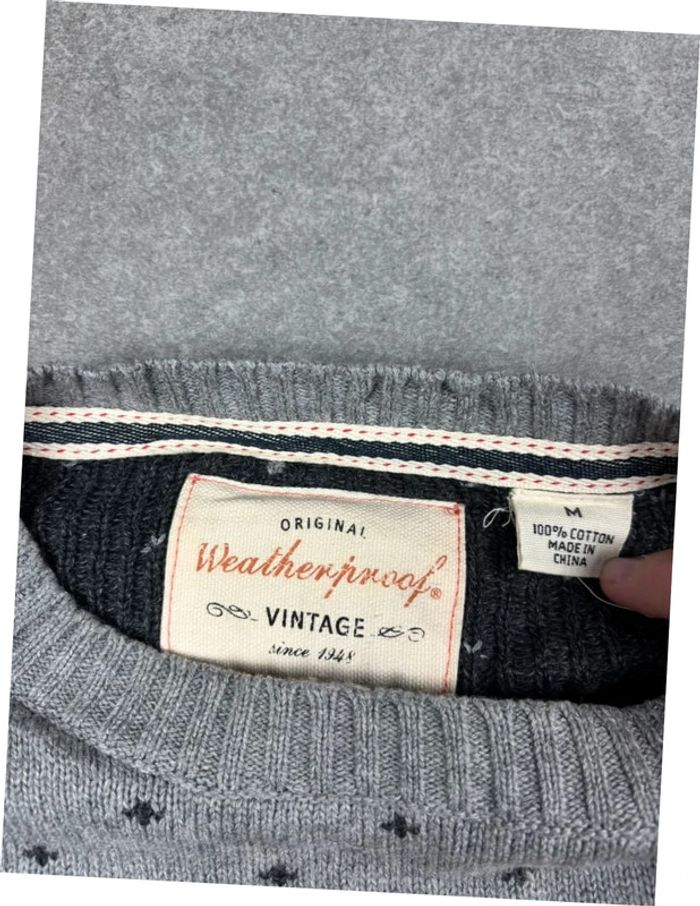 ORIGINAL
Weatherproof®
VINTAGE
since 1948
M
100% COTTON
MADE IN
CHINA